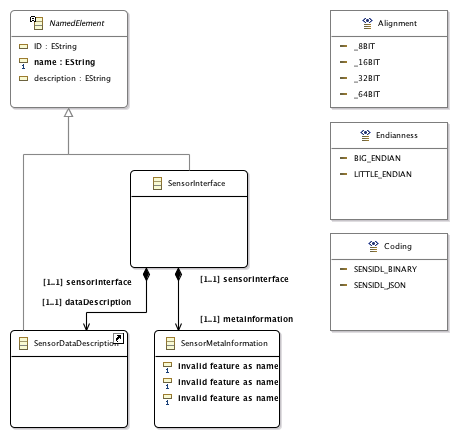 NamedElement
ID : EString
name : EString
description : EString
Alignment
_8BIT
_16BIT
_32BIT
_64BIT
Endianness
BIG_ENDIAN
LITTLE_ENDIAN
SensorInterface
Coding
SENSIDL_BINARY
SENSIDL_JSON
[1..1] sensorInterface
[1..1] sensorInterface
[1..1] dataDescription
[1..1] metaInformation
SensorDataDescription
SensorMetaInformation
Invalid feature as name
Invalid feature as name
Invalid feature as name